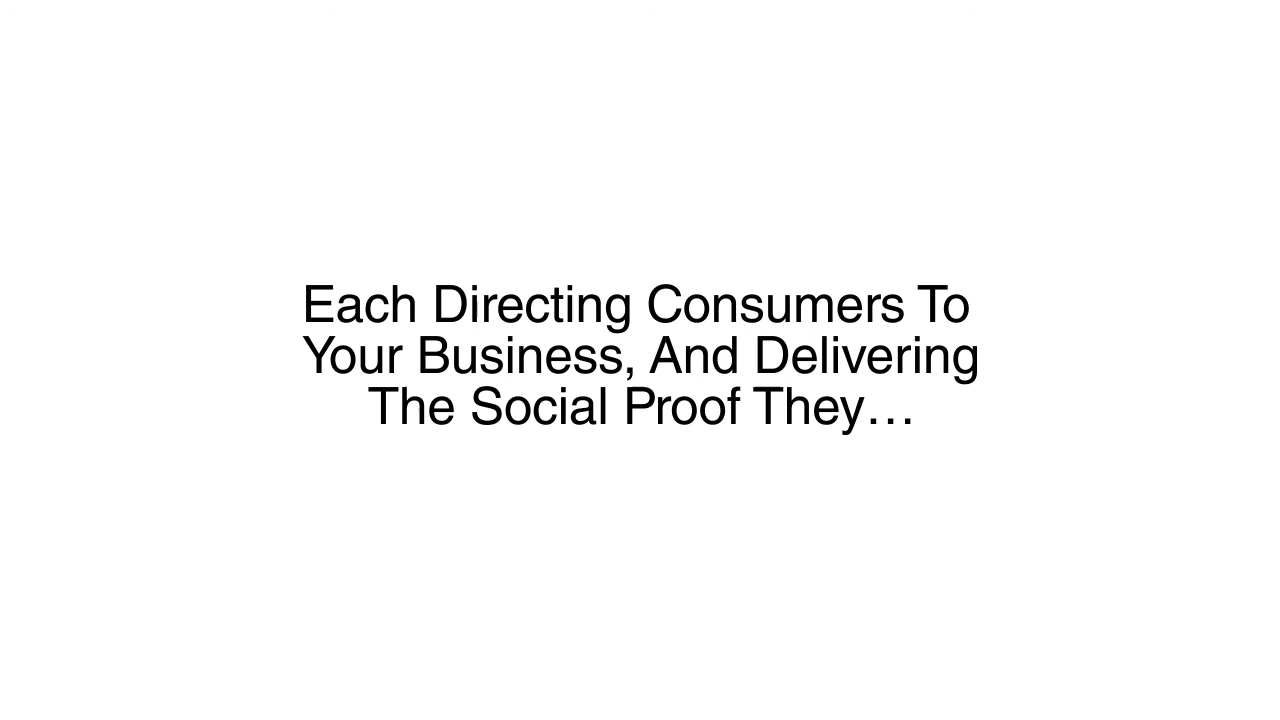 Each Directing Consumers To
Your Business, And Delivering
The Social Proof They…